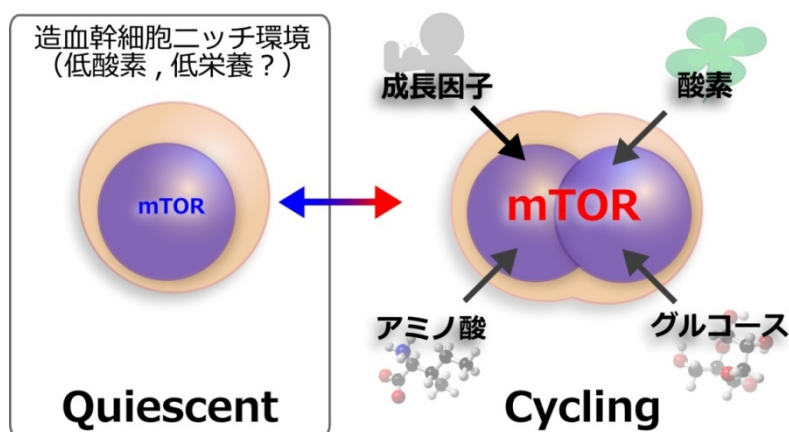 造血幹細胞ニッチ環境
（低酸素 , 低栄養？）
mTOR
Quiescent
成長因子
酸素
mTOR
アミノ酸
グルコース
Cycling